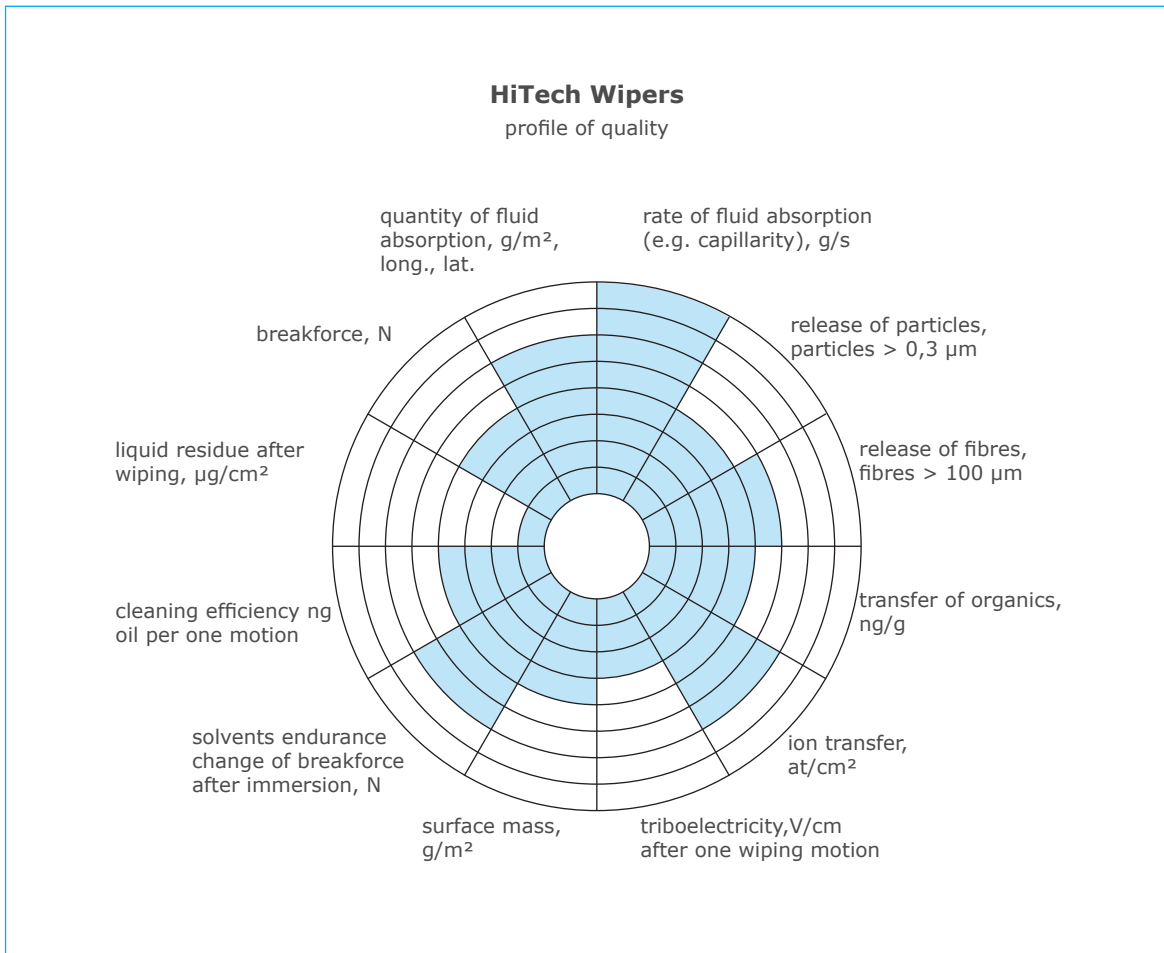 HiTech Wipers
profile of quality
quantity of fluid
absorption, g/m²,
long., lat.
rate of fluid absorption
(e.g. capillarity), g/s
breakforce, N
release of particles,
particles > 0,3 µm
liquid residue after
wiping, µg/cm²
release of fibres,
fibres > 100 µm
cleaning efficiency ng
oil per one motion
transfer of organics,
ng/g
solvents endurance
change of breakforce
after immersion, N
ion transfer,
at/cm²
surface mass,
g/m²
triboelectricity,V/cm
after one wiping motion